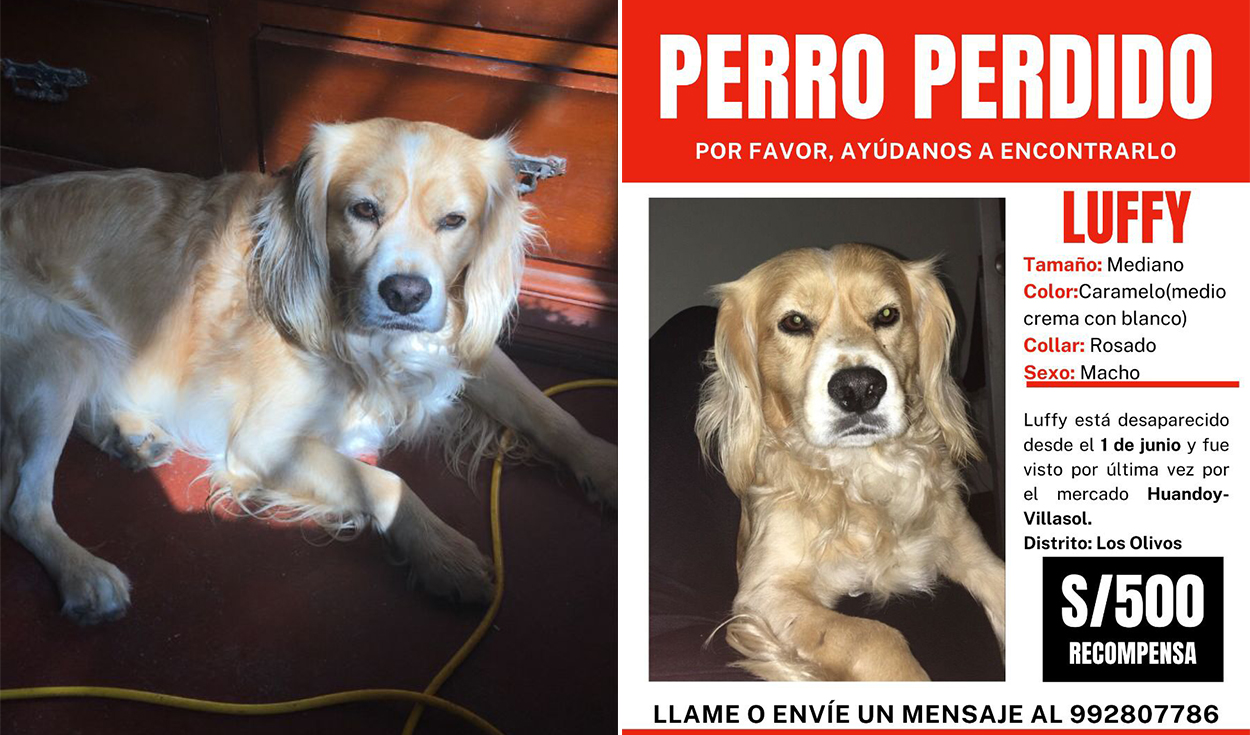 PERRO PERDIDO
POR FAVOR, AYÚDANOS A ENCONTRARLO
LUFFY
Tamaño: Mediano
Color:Caramelo(medio
crema con blanco)
Collar: Rosado
Sexo: Macho
Luffy está desaparecido
desde el 1 de junio y fue
visto por última vez por
el mercado Huandoy-
Villasol.
Distrito: Los Olivos
S/500
RECOMPENSA
LLAME O ENVÍE UN MENSAJE AL 992807786